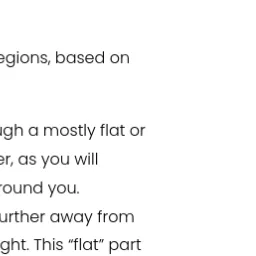 egions, based on
ugh a mostly flat or
er, as you will
round you.
urther away from
ght. This “flat” part